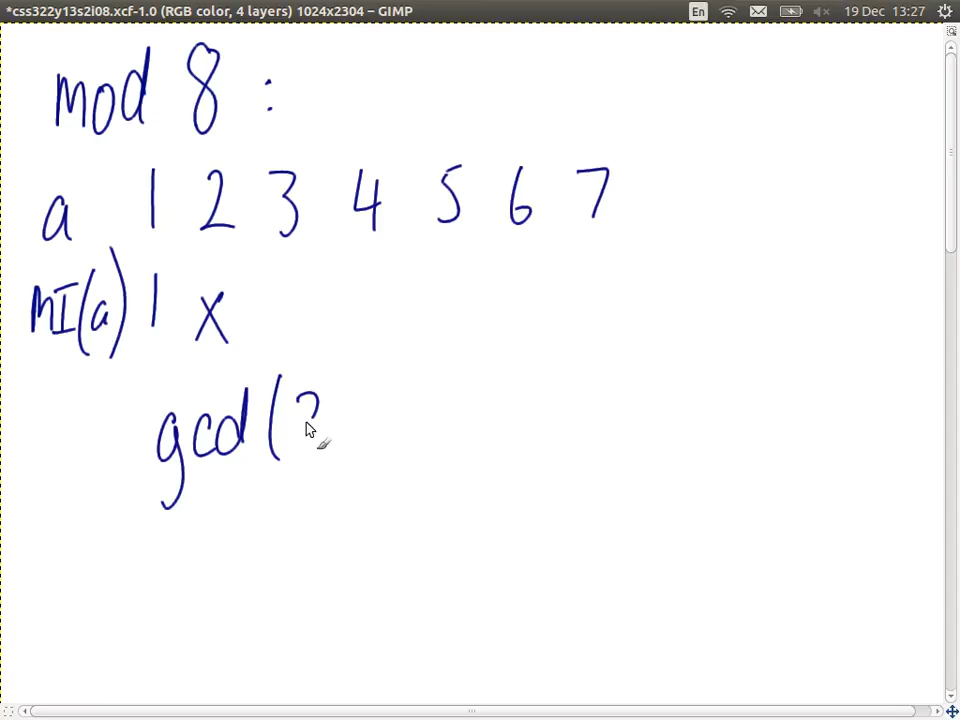 *css322y13s2i08.xcf-1.0 (RGB color, 4 layers) 1024x2304 – GIMP En 19 Dec 13:27
mod 8 :
a 1 2 3 4 5 6 7
MI(a) 1 x
gcd (